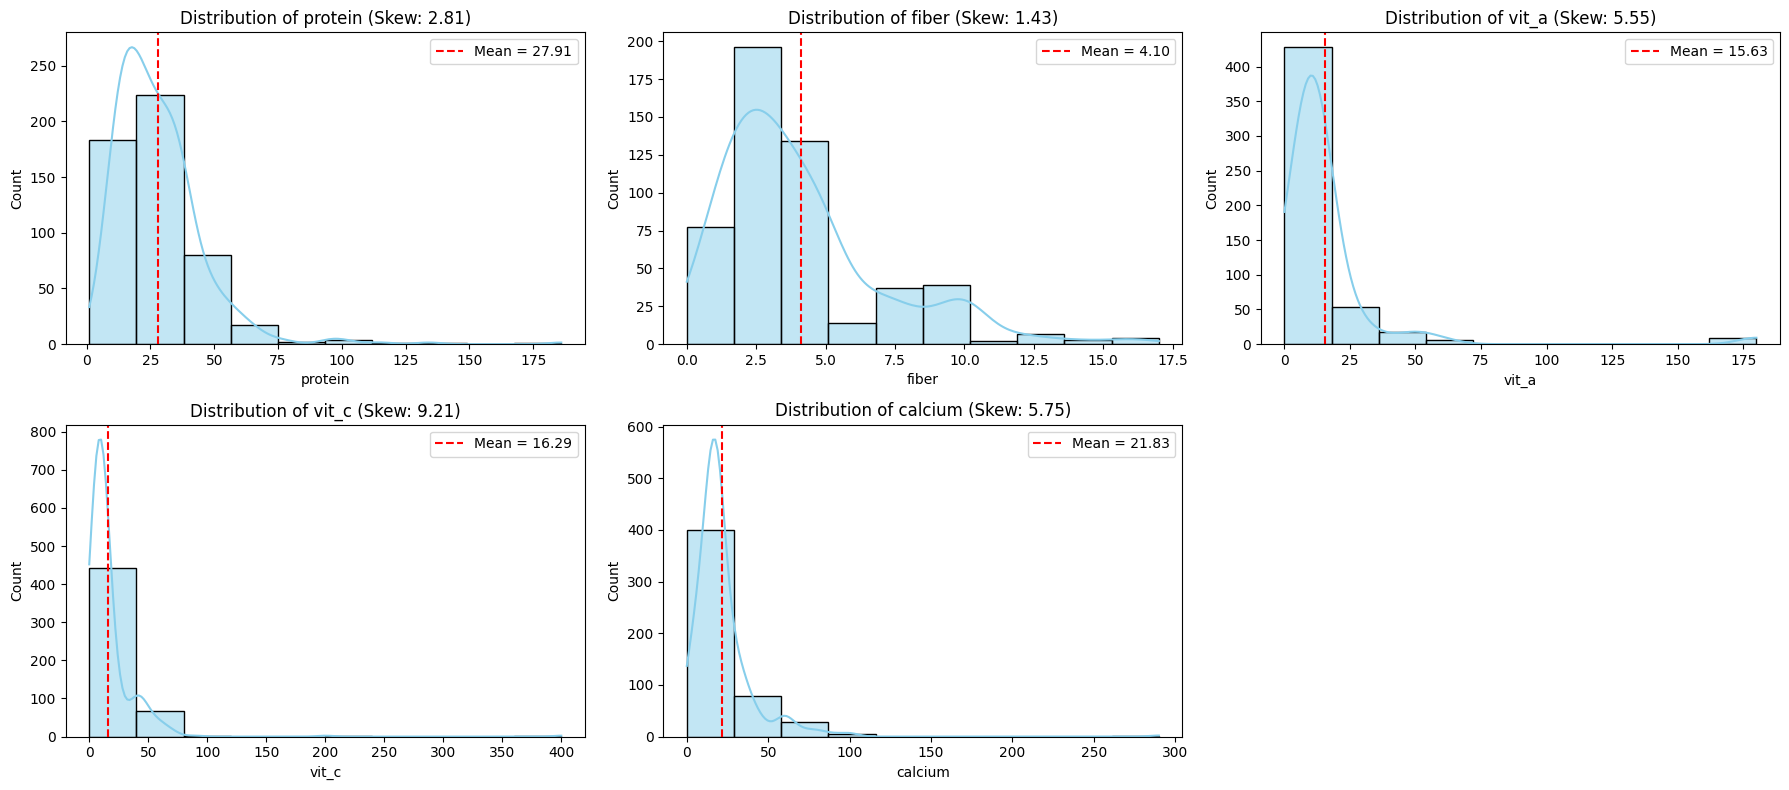 Distribution of protein (Skew: 2.81)
Mean = 27.91
250
200
150
100
50
0
Count
0 25 50 75 100 125 150 175
protein
Distribution of fiber (Skew: 1.43)
Mean = 4.10
200
175
150
125
100
75
50
25
0
Count
0.0 2.5 5.0 7.5 10.0 12.5 15.0 17.5
fiber
Distribution of vit_a (Skew: 5.55)
Mean = 15.63
400
350
300
250
200
150
100
50
0
Count
0 25 50 75 100 125 150 175
vit_a
Distribution of vit_c (Skew: 9.21)
Mean = 16.29
800
700
600
500
400
300
200
100
0
Count
0 50 100 150 200 250 300 350 400
vit_c
Distribution of calcium (Skew: 5.75)
Mean = 21.83
600
500
400
300
200
100
0
Count
0 50 100 150 200 250 300
calcium